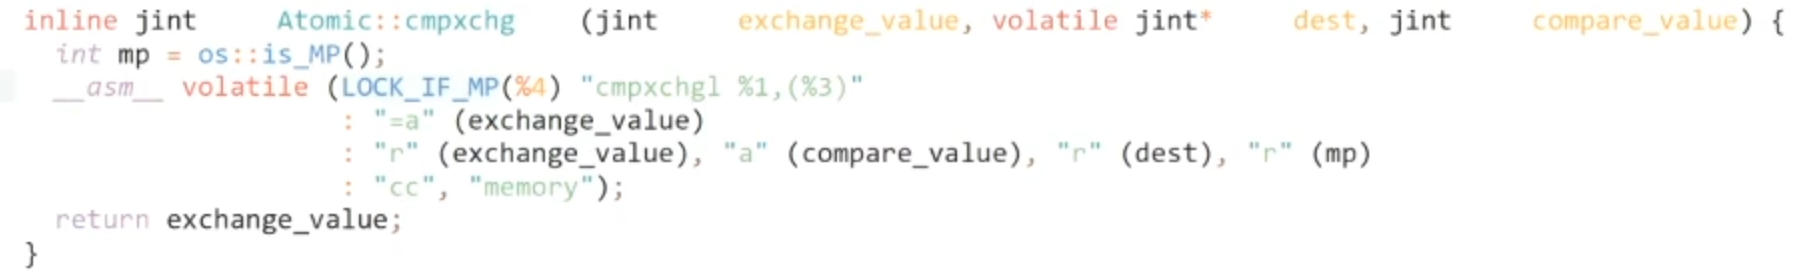 inline jint Atomic::cmpxchg (jint exchange_value, volatile jint* dest, jint compare_value) {
int mp = os::is_MP();
__asm__ volatile (LOCK_IF_MP(%4) "cmpxchgl %1,(%3)"
: "=a" (exchange_value)
: "r" (exchange_value), "a" (compare_value), "r" (dest), "r" (mp)
: "cc", "memory");
return exchange_value;
}